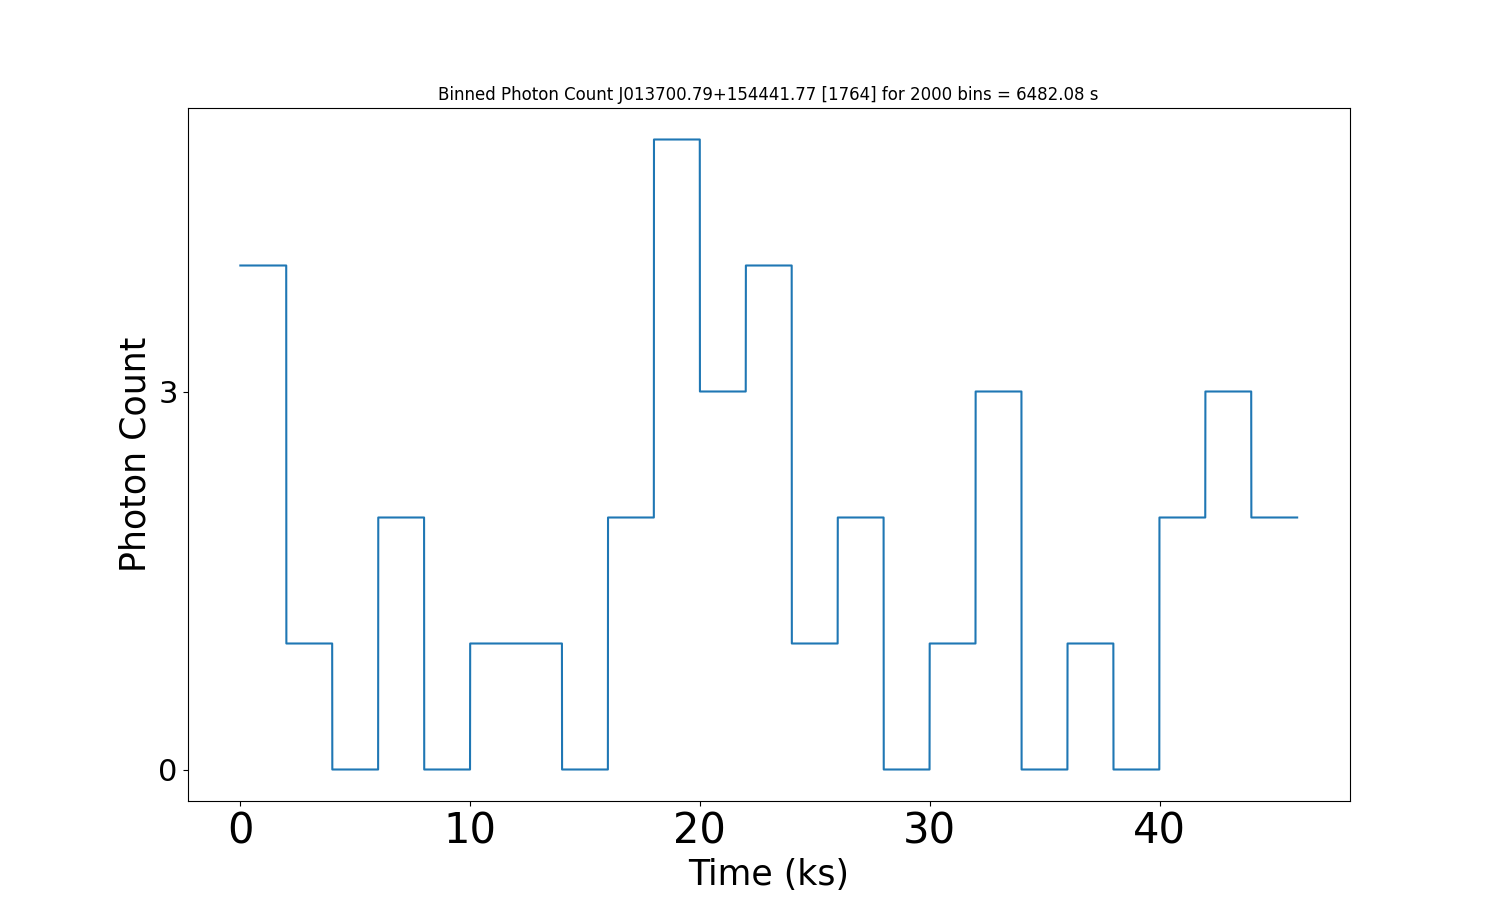 Binned Photon Count J013700.79+154441.77 [1764] for 2000 bins = 6482.08 s
Photon Count
3
0
0 10 20 30 40
Time (ks)